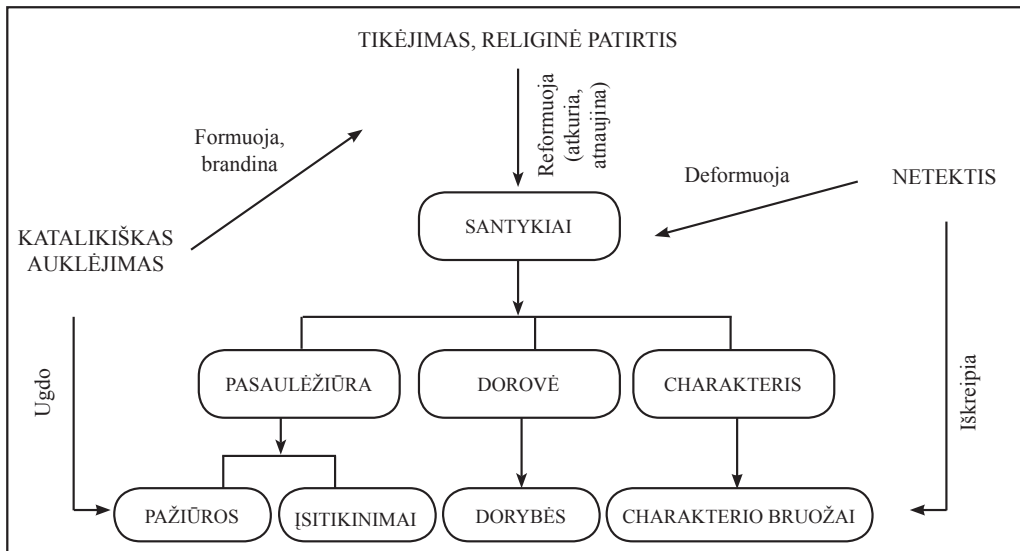 TIKĖJIMAS, RELIGINĖ PATIRTIS
Formuoja,
brandina
Reformuoja
(atkuria,
atnaujina)
Deformuoja
NETEKTIS
KATALIKIŠKAS
AUKLĖJIMAS
SANTYKIAI
Ugdo
PASAULĖŽIŪRA
DOROVĖ
CHARAKTERIS
Iškreipia
PAŽIŪROS
ĮSITIKINIMAI
DORYBĖS
CHARAKTERIO BRUOŽAI